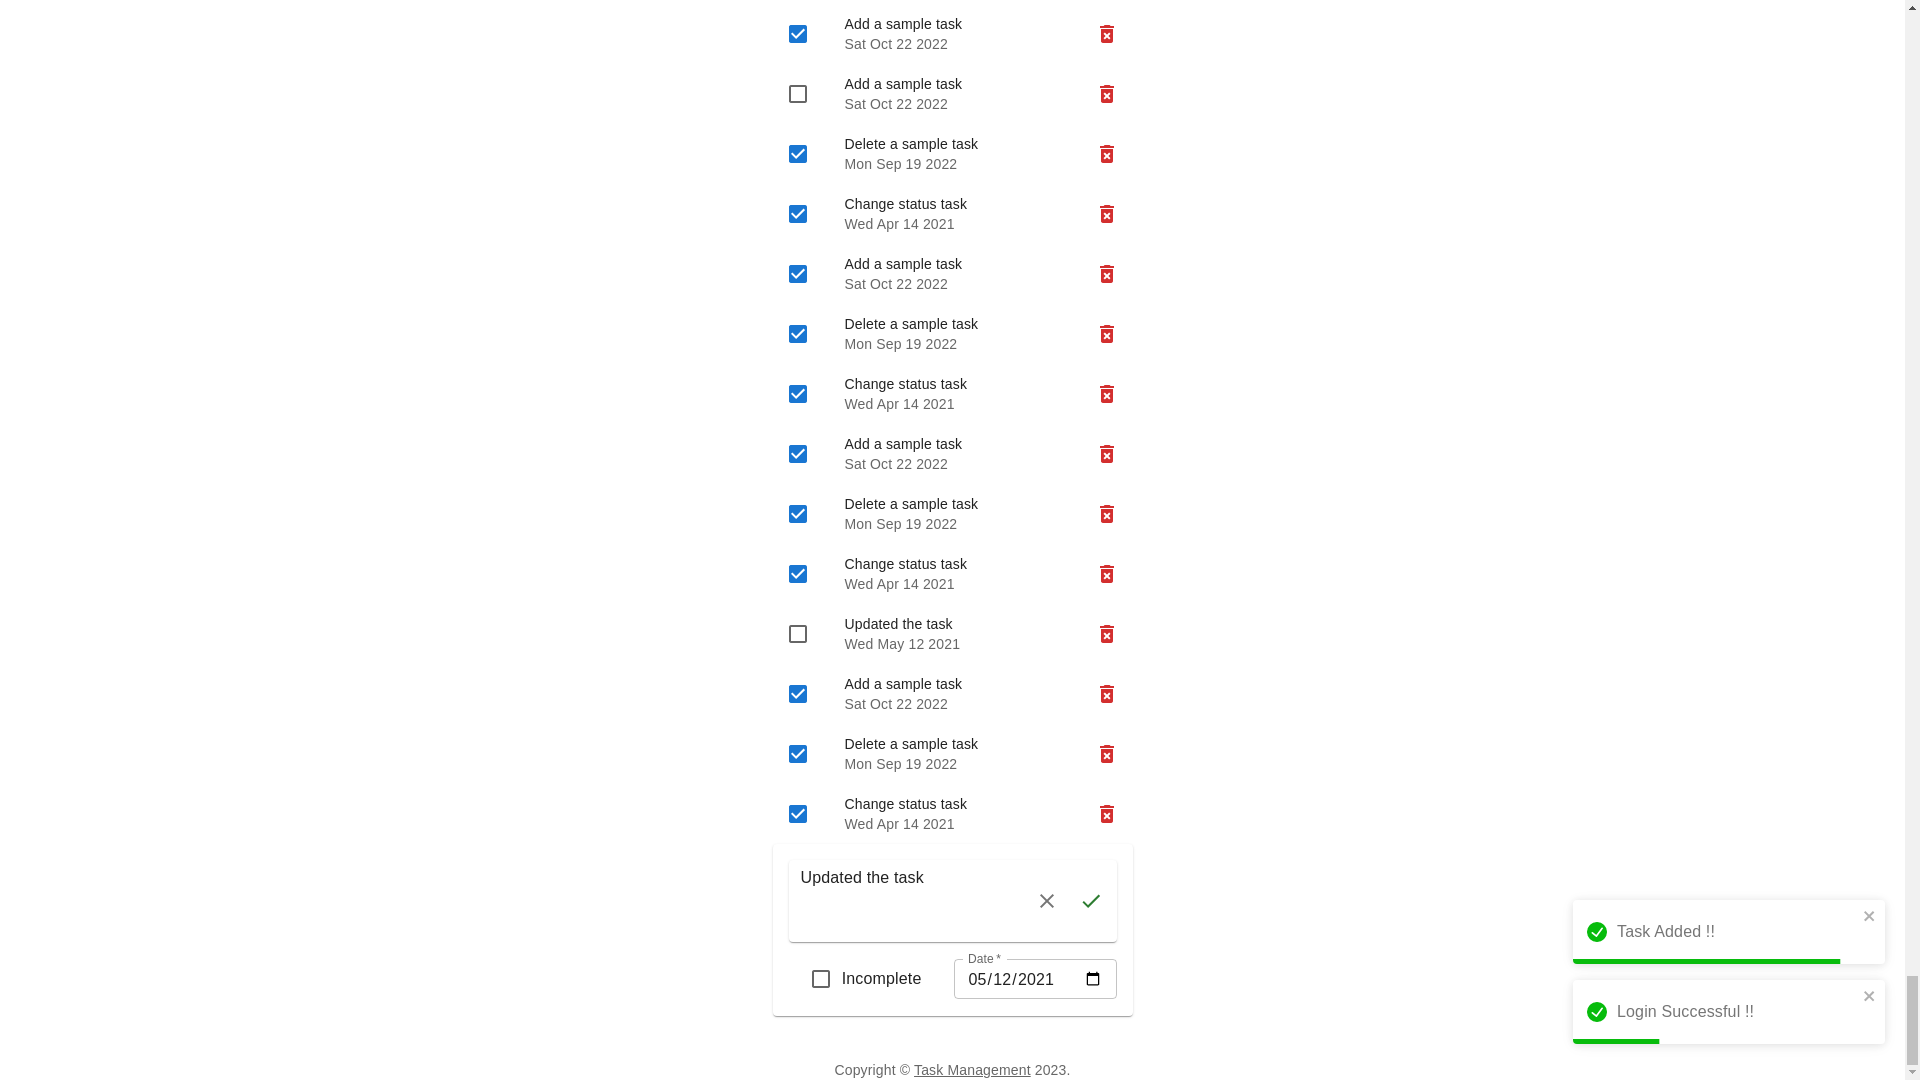 Add a sample task
Sat Oct 22 2022
Add a sample task
Sat Oct 22 2022
Delete a sample task
Mon Sep 19 2022
Change status task
Wed Apr 14 2021
Add a sample task
Sat Oct 22 2022
Delete a sample task
Mon Sep 19 2022
Change status task
Wed Apr 14 2021
Add a sample task
Sat Oct 22 2022
Delete a sample task
Mon Sep 19 2022
Change status task
Wed Apr 14 2021
Updated the task
Wed May 12 2021
Add a sample task
Sat Oct 22 2022
Delete a sample task
Mon Sep 19 2022
Change status task
Wed Apr 14 2021
Updated the task
Incomplete
Date *
05/12/2021
Task Added !!
Login Successful !!
Copyright © Task Management 2023.